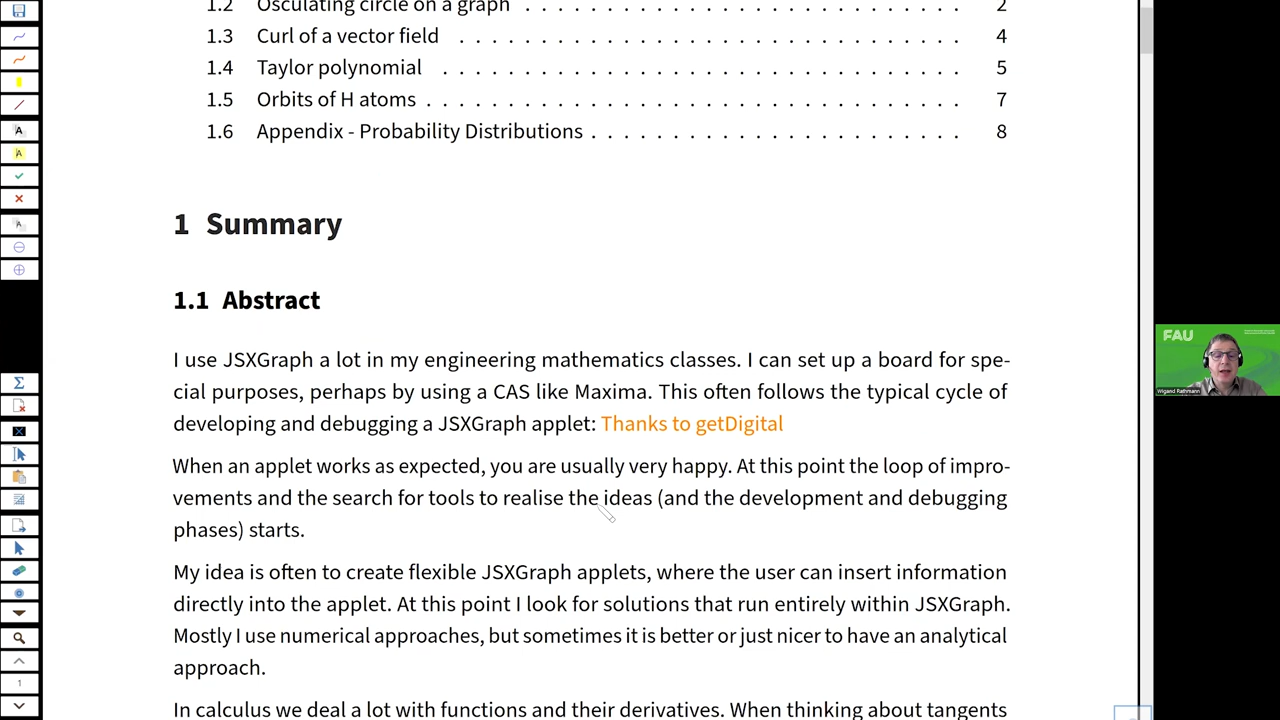 1.2 Osculating circle on a graph . . . . . . . . . . . . . . . . . . . . . . . . . . . 2
1.3 Curl of a vector field . . . . . . . . . . . . . . . . . . . . . . . . . . . . . . . 4
1.4 Taylor polynomial . . . . . . . . . . . . . . . . . . . . . . . . . . . . . . . . 5
1.5 Orbits of H atoms . . . . . . . . . . . . . . . . . . . . . . . . . . . . . . . . . 7
1.6 Appendix - Probability Distributions . . . . . . . . . . . . . . . . . . . . . . . 8
1 Summary
1.1 Abstract
I use JSXGraph a lot in my engineering mathematics classes. I can set up a board for spe-
cial purposes, perhaps by using a CAS like Maxima. This often follows the typical cycle of
developing and debugging a JSXGraph applet: Thanks to getDigital
When an applet works as expected, you are usually very happy. At this point the loop of impro-
vements and the search for tools to realise the ideas (and the development and debugging
phases) starts.
My idea is often to create flexible JSXGraph applets, where the user can insert information
directly into the applet. At this point I look for solutions that run entirely within JSXGraph.
Mostly I use numerical approaches, but sometimes it is better or just nicer to have an analytical
approach.
In calculus we deal a lot with functions and their derivatives. When thinking about tangents
1
FAU
Wigand Rathmann